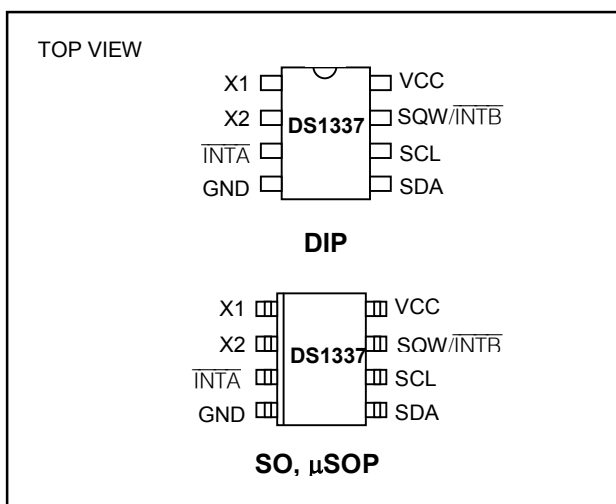 TOP VIEW
X1 VCC
X2 DS1337 SQW/INTB
INTA SCL
GND SDA
DIP
X1 VCC
X2 DS1337 SQW/INTB
INTA SCL
GND SDA
SO, μSOP